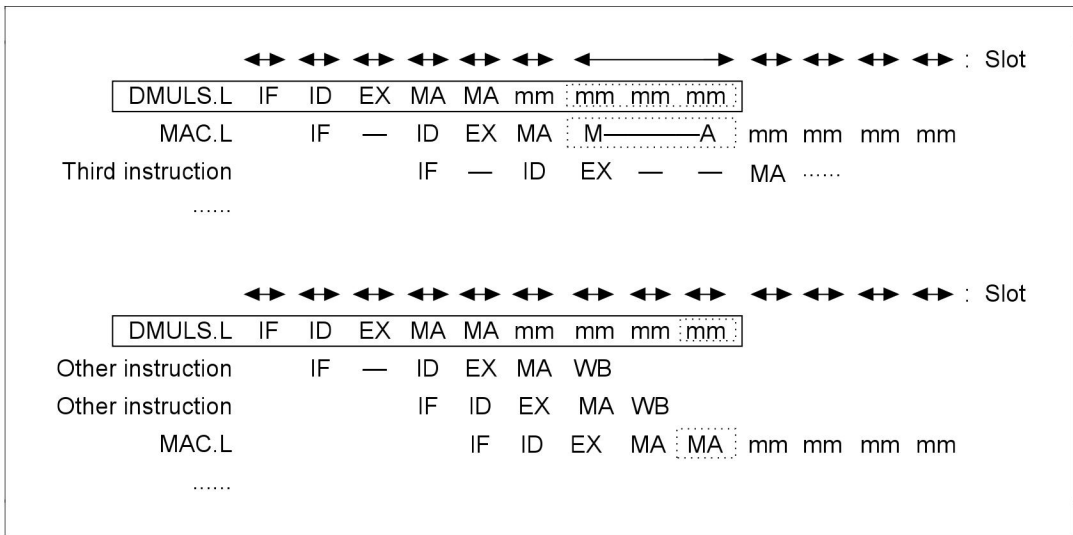 : Slot
DMULS.L IF ID EX MA MA mm mm mm mm
MAC.L IF — ID EX MA M———A mm mm mm mm
Third instruction IF — ID EX — — MA ······
······
: Slot
DMULS.L IF ID EX MA MA mm mm mm mm
Other instruction IF — ID EX MA WB
Other instruction IF ID EX MA WB
MAC.L IF ID EX MA MA mm mm mm mm
······